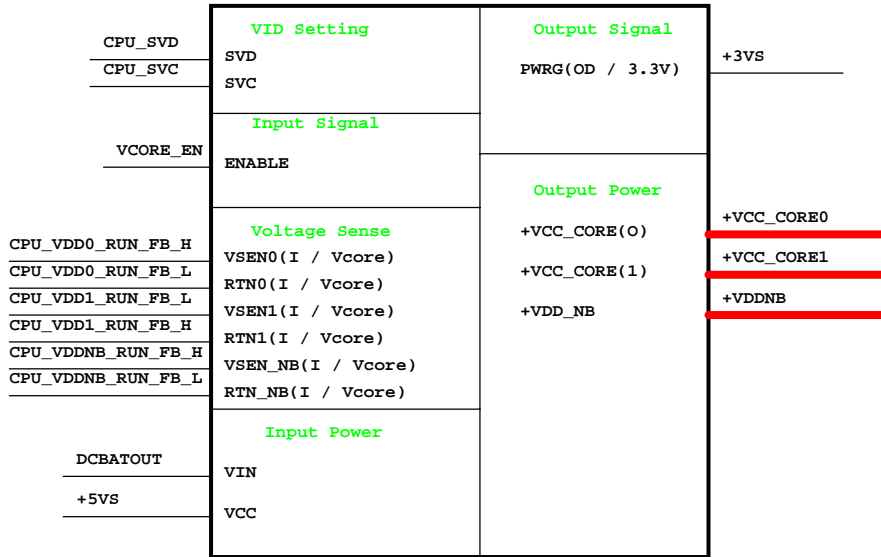 VID Setting
Output Signal
CPU_SVD
SVD
CPU_SVC
SVC
PWRG(OD / 3.3V)
+3VS
Input Signal
VCORE_EN
ENABLE
Output Power
Voltage Sense
+VCC_CORE(O)
+VCC_CORE0
CPU_VDD0_RUN_FB_H
VSEN0(I / Vcore)
CPU_VDD0_RUN_FB_L
RTN0(I / Vcore)
+VCC_CORE(1)
+VCC_CORE1
CPU_VDD1_RUN_FB_L
VSEN1(I / Vcore)
+VDD_NB
+VDDNB
CPU_VDD1_RUN_FB_H
RTN1(I / Vcore)
CPU_VDDNB_RUN_FB_H
VSEN_NB(I / Vcore)
CPU_VDDNB_RUN_FB_L
RTN_NB(I / Vcore)
Input Power
DCBATOUT
VIN
+5VS
VCC